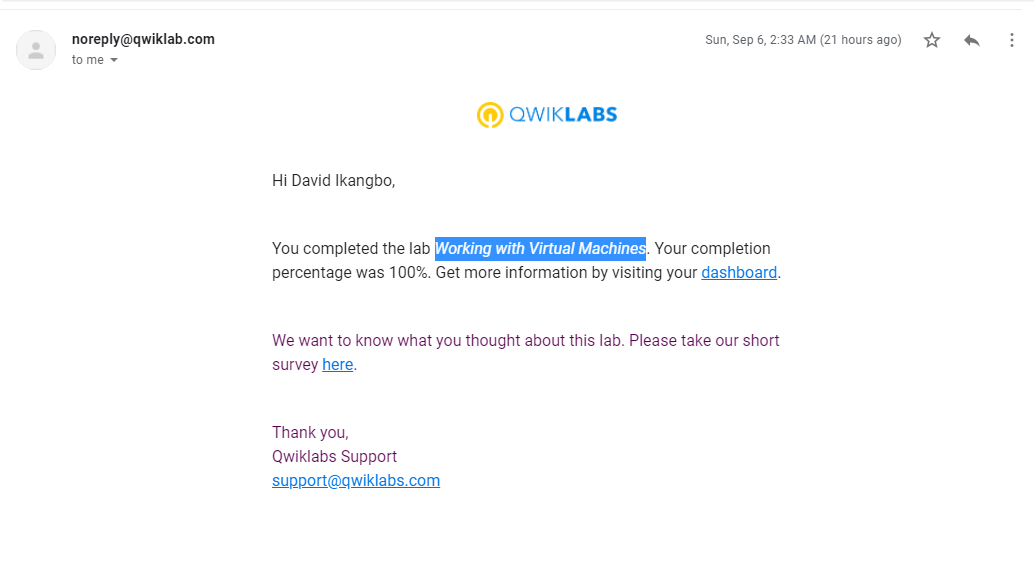 noreply@qwiklab.com
Sun, Sep 6, 2:33 AM (21 hours ago)
to me
QWIKLABS
Hi David Ikangbo,
You completed the lab Working with Virtual Machines. Your completion
percentage was 100%. Get more information by visiting your dashboard.
We want to know what you thought about this lab. Please take our short
survey here.
Thank you,
Qwiklabs Support
support@qwiklabs.com